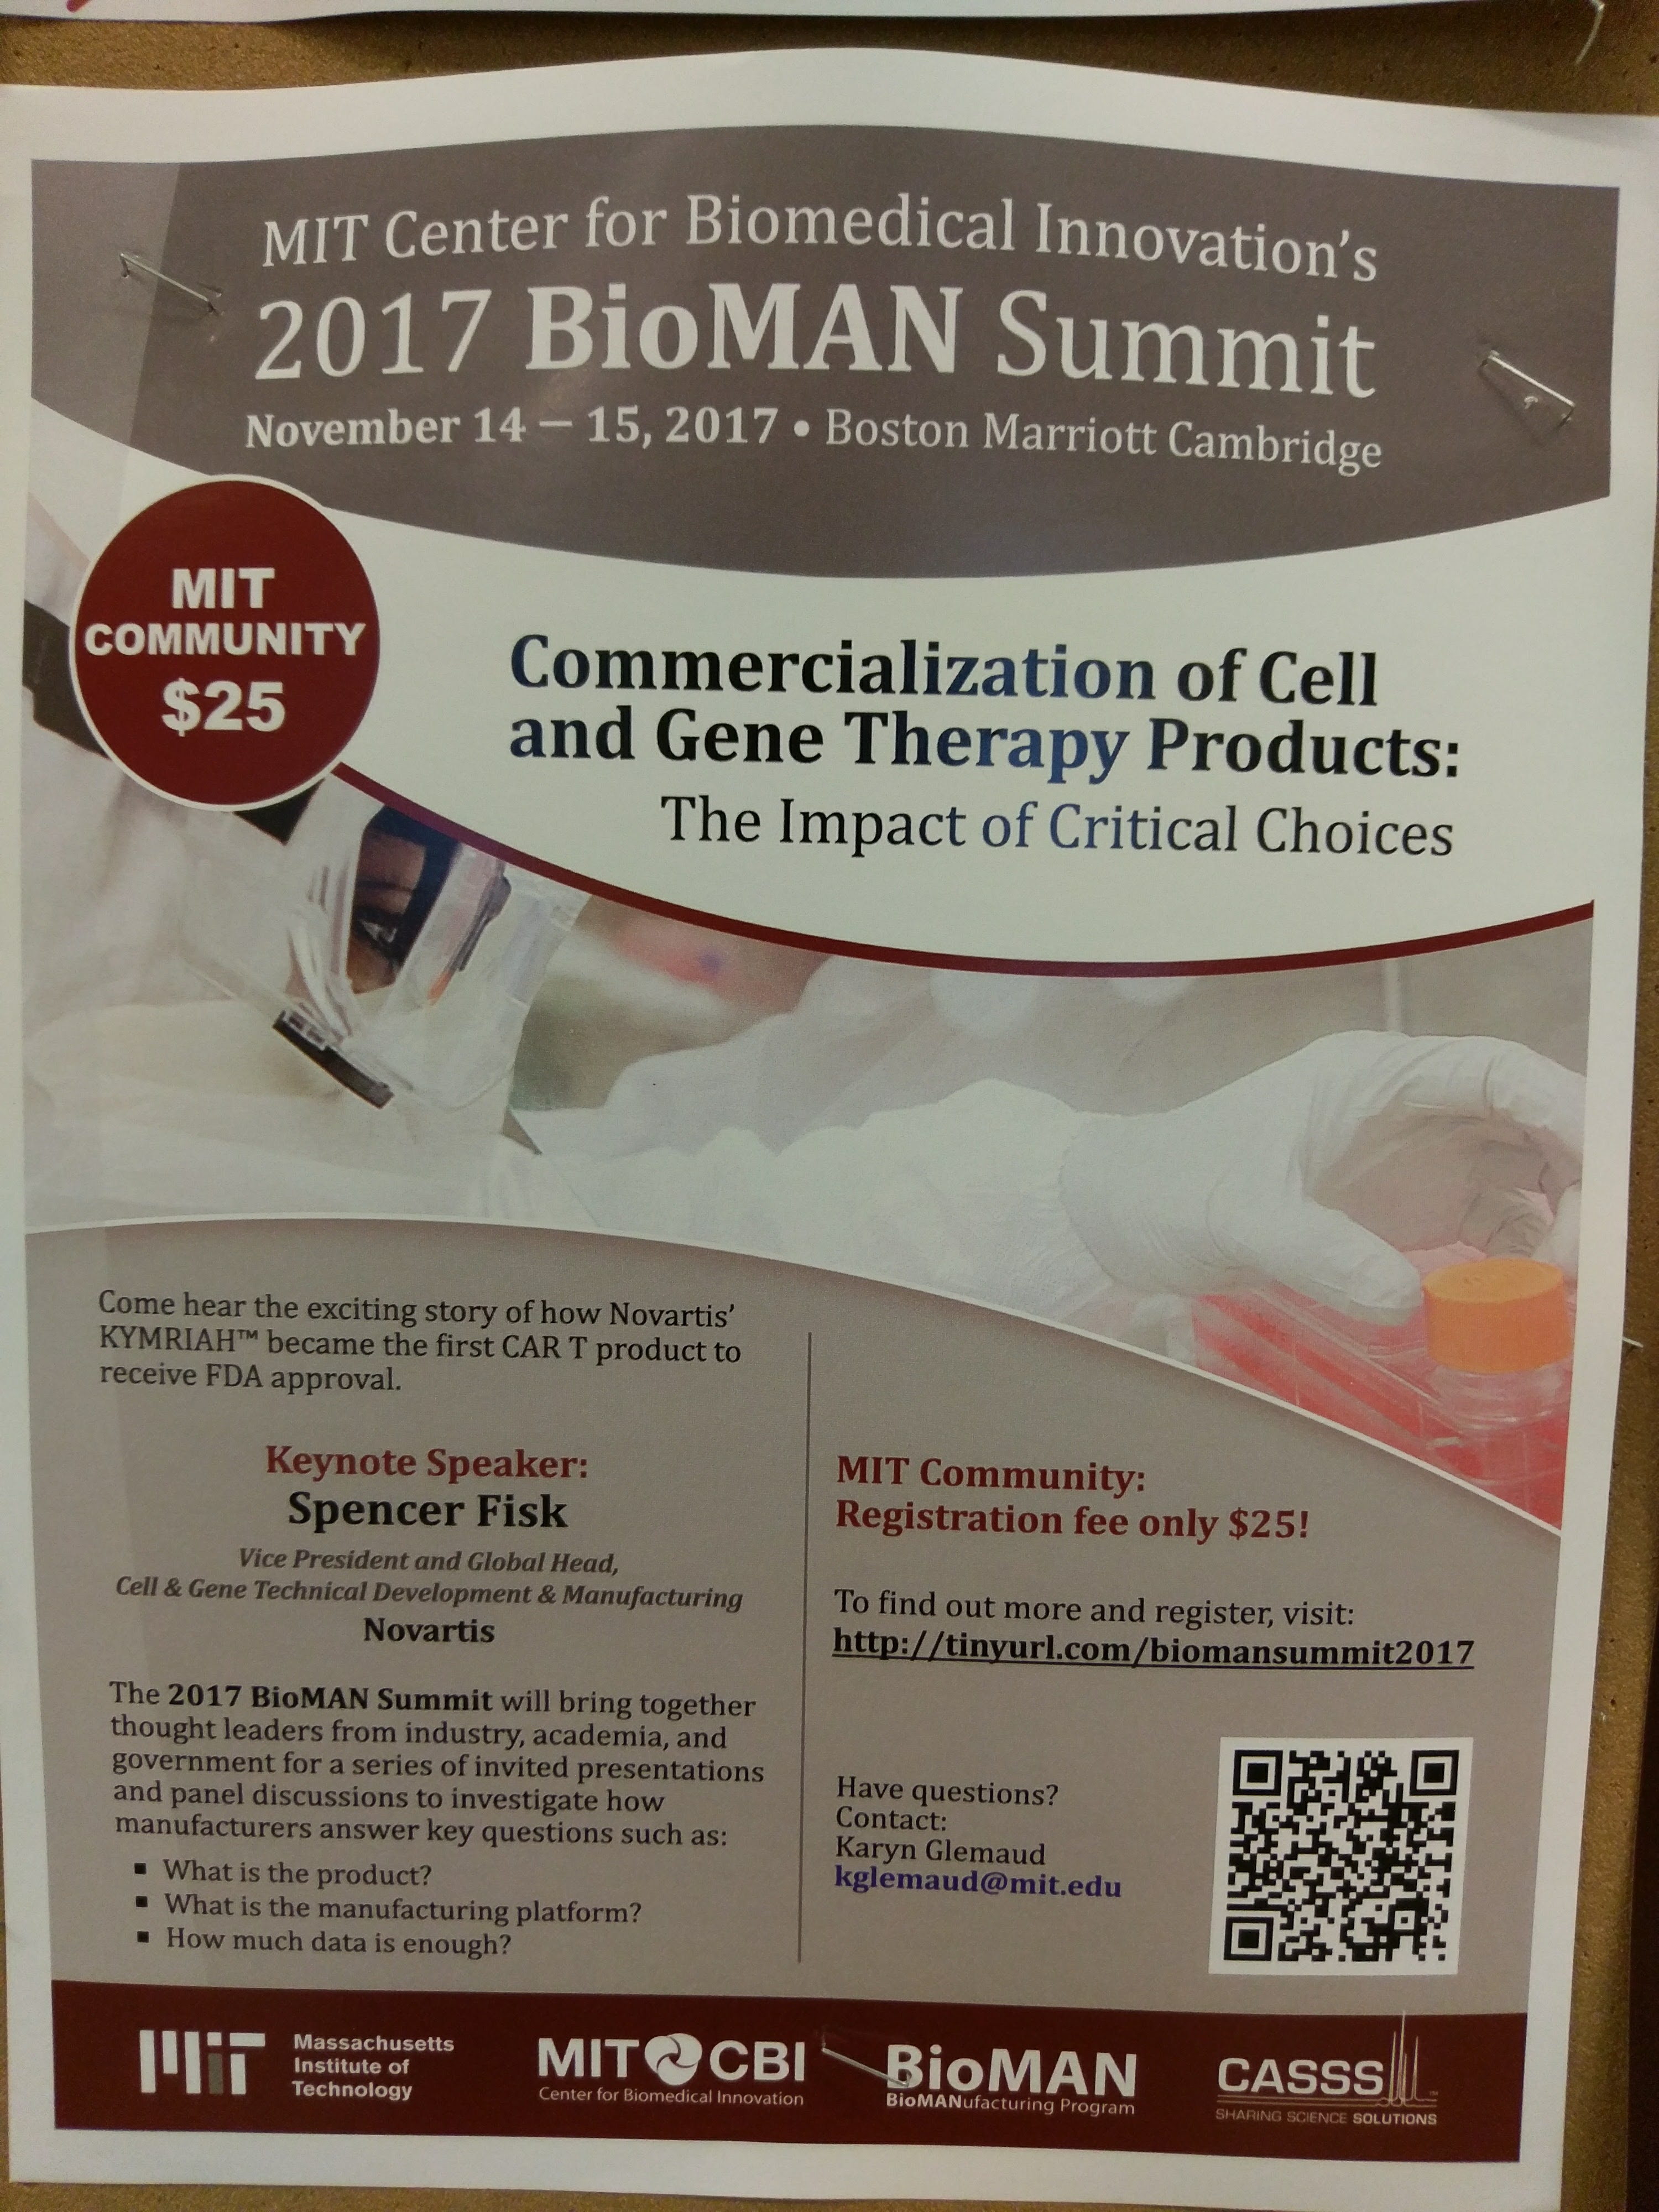 MIT Center for Biomedical Innovation's
2017 BioMAN Summit
November 14 – 15, 2017 • Boston Marriott Cambridge
MIT
COMMUNITY
$25
Commercialization of Cell
and Gene Therapy Products:
The Impact of Critical Choices
Come hear the exciting story of how Novartis'
KYMRIAH™ became the first CAR T product to
receive FDA approval.
Keynote Speaker:
Spencer Fisk
Vice President and Global Head,
Cell & Gene Technical Development & Manufacturing
Novartis
The 2017 BioMAN Summit will bring together
thought leaders from industry, academia, and
government for a series of invited presentations
and panel discussions to investigate how
manufacturers answer key questions such as:
▪ What is the product?
▪ What is the manufacturing platform?
▪ How much data is enough?
MIT Community:
Registration fee only $25!
To find out more and register, visit:
http://tinyurl.com/biomansummit2017
Have questions?
Contact:
Karyn Glemaud
kglemaud@mit.edu
MIT
Massachusetts
Institute of
Technology
MIT CBI
Center for Biomedical Innovation
BioMAN
BioMANufacturing Program
CASSS™
SHARING SCIENCE SOLUTIONS